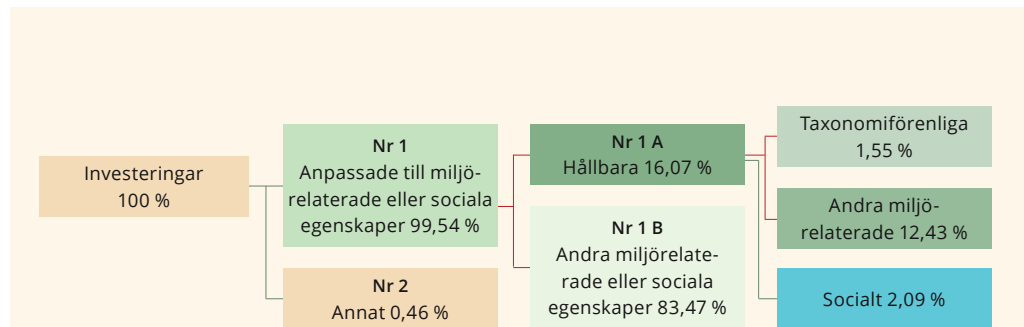 Investeringar
100 %
Nr 1
Anpassade till miljö-
relaterade eller sociala
egenskaper 99,54 %
Nr 2
Annat 0,46 %
Nr 1 A
Hållbara 16,07 %
Nr 1 B
Andra miljörelate-
rade eller sociala
egenskaper 83,47 %
Taxonomiförenliga
1,55 %
Andra miljö-
relaterade 12,43 %
Socialt 2,09 %